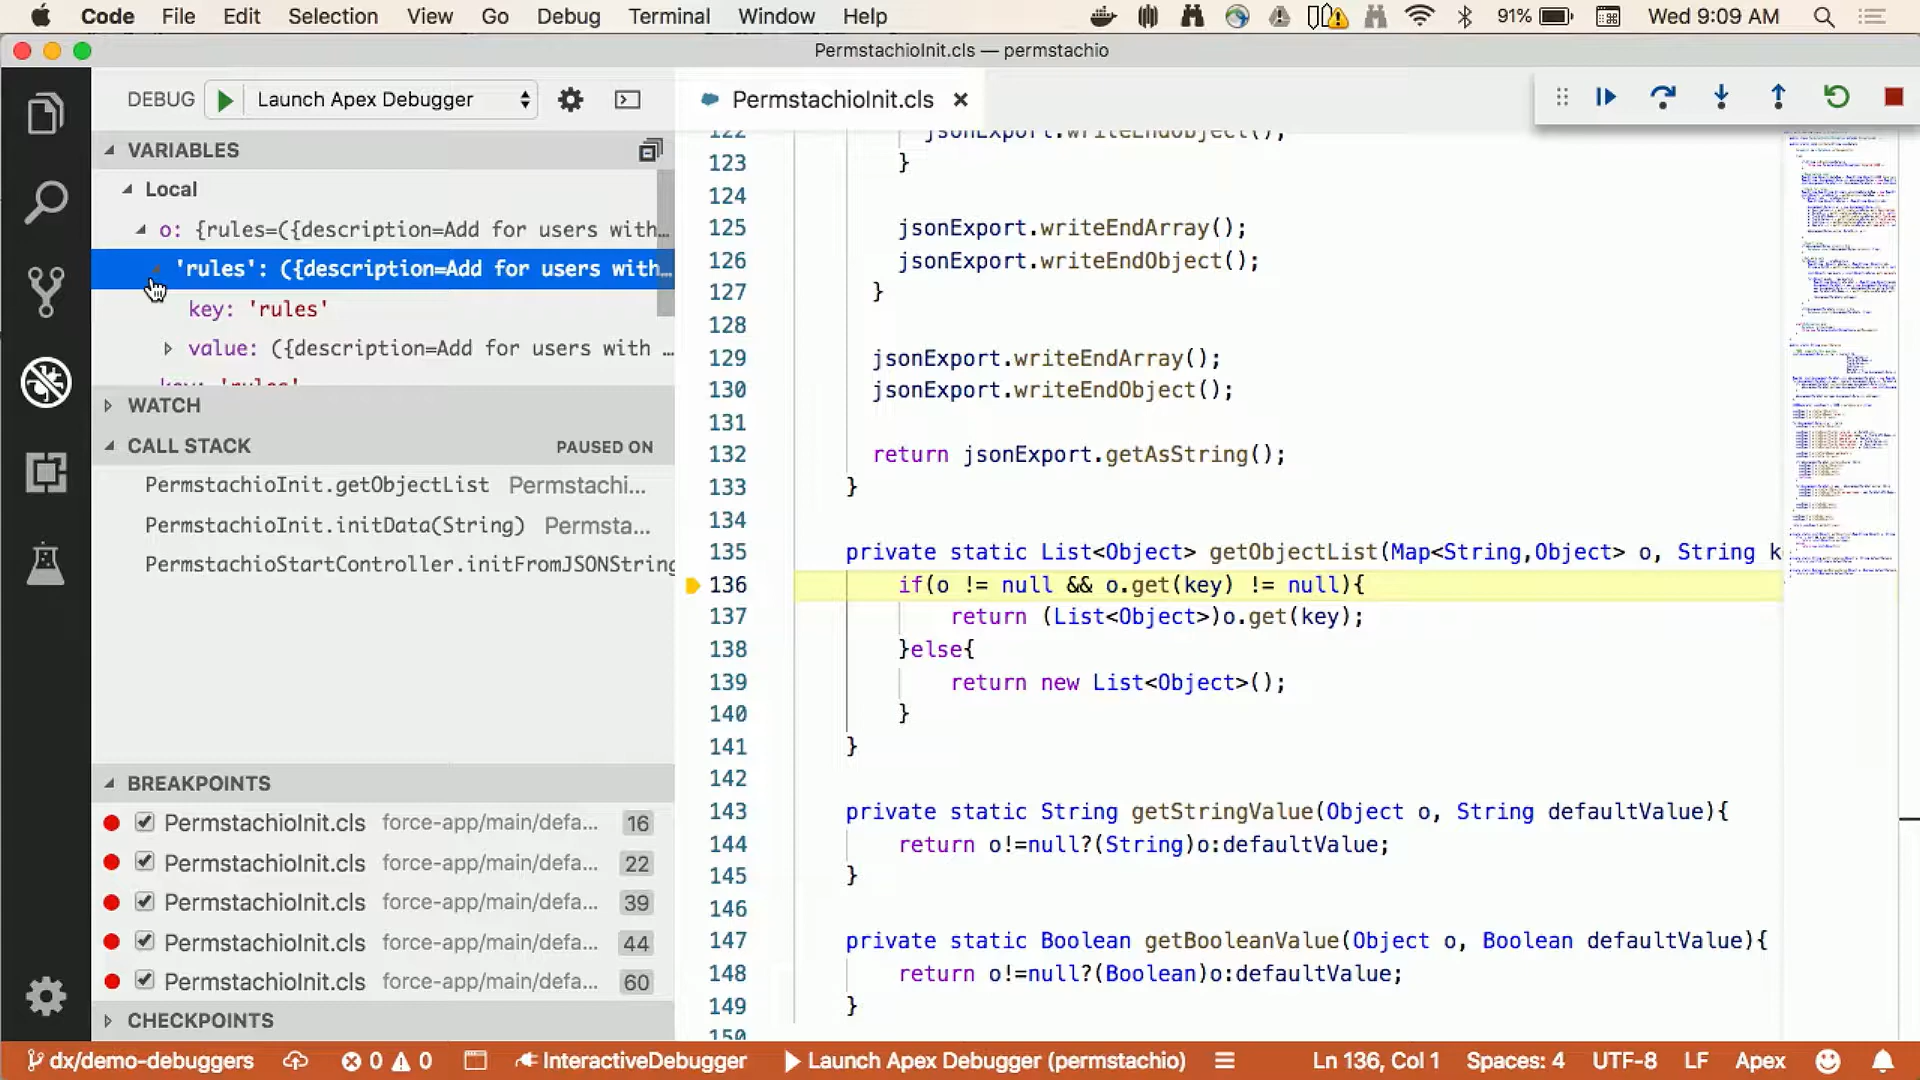 Code File Edit Selection View Go Debug Terminal Window Help 91% Wed 9:09 AM
PermstachioInit.cls — permstachio
DEBUG Launch Apex Debugger
PermstachioInit.cls
VARIABLES
Local
o: {rules=({description=Add for users with…
'rules': ({description=Add for users with…
key: 'rules'
value: ({description=Add for users with …
key: 'rules'
WATCH
CALL STACK PAUSED ON
PermstachioInit.getObjectList Permstachi...
PermstachioInit.initData(String) Permsta...
PermstachioStartController.initFromJSONString
BREAKPOINTS
PermstachioInit.cls force-app/main/defa... 16
PermstachioInit.cls force-app/main/defa... 22
PermstachioInit.cls force-app/main/defa... 39
PermstachioInit.cls force-app/main/defa... 44
PermstachioInit.cls force-app/main/defa... 60
CHECKPOINTS
122 jsonExport.writeEndObject();
123 }
124
125 jsonExport.writeEndArray();
126 jsonExport.writeEndObject();
127 }
128
129 jsonExport.writeEndArray();
130 jsonExport.writeEndObject();
131
132 return jsonExport.getAsString();
133 }
134
135 private static List<Object> getObjectList(Map<String,Object> o, String k
136 if(o != null && o.get(key) != null){
137 return (List<Object>)o.get(key);
138 }else{
139 return new List<Object>();
140 }
141 }
142
143 private static String getStringValue(Object o, String defaultValue){
144 return o!=null?(String)o:defaultValue;
145 }
146
147 private static Boolean getBooleanValue(Object o, Boolean defaultValue){
148 return o!=null?(Boolean)o:defaultValue;
149 }
150
dx/demo-debuggers 0 0 InteractiveDebugger Launch Apex Debugger (permstachio) Ln 136, Col 1 Spaces: 4 UTF-8 LF Apex